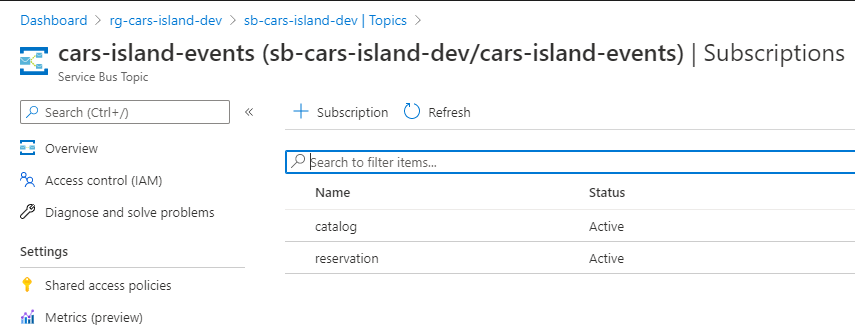 Dashboard > rg-cars-island-dev > sb-cars-island-dev | Topics >
cars-island-events (sb-cars-island-dev/cars-island-events) | Subscriptions
Service Bus Topic
Search (Ctrl+/)
«
+ Subscription
Refresh
Overview
Access control (IAM)
Diagnose and solve problems
Settings
Shared access policies
Metrics (preview)
Search to filter items...
Name Status
catalog Active
reservation Active